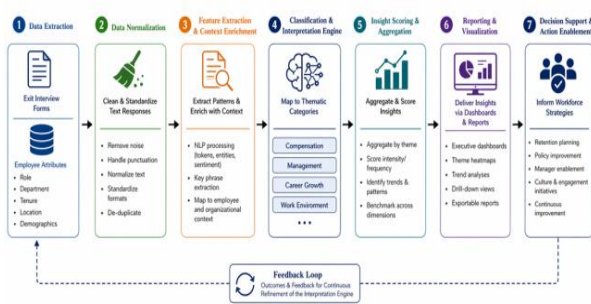 1 Data Extraction
Exit Interview
Forms
Employee Attributes
• Role
• Department
• Tenure
• Location
• Demographics
2 Data Normalization
Clean & Standardize
Text Responses
• Remove noise
• Handle punctuation
• Normalize text
• Standardize
formats
• De-duplicate
3 Feature Extraction
& Context Enrichment
Extract Patterns &
Enrich with Context
• NLP processing
(tokens, entities,
sentiment)
• Key phrase
extraction
• Map to employee
and organizational
context
4 Classification &
Interpretation Engine
Map to Thematic
Categories
Compensation
Management
Career Growth
Work Enviroment
•••
5 Insight Scoring &
Aggregation
Aggregate & Score
Insights
• Aggregate by theme
• Score intensity/
frequency
• Identify trends &
patterns
• Benchmark across
dimensions
6 Reporting &
Visualization
Deliver Insights
via Dashboards
& Reports
• Executive dashboards
• Theme heatmaps
• Trend analyses
• Drill-down views
• Exportable reports
7 Decision Support &
Action Enablement
Inform Workforce
Strategies
• Retention planning
• Policy improvement
• Manager enablement
• Culture & engagement
initiatives
• Continuous
improvement
Feedback Loop
Outcomes & Feedback for Continuous
Refinement of the Interpretation Engine